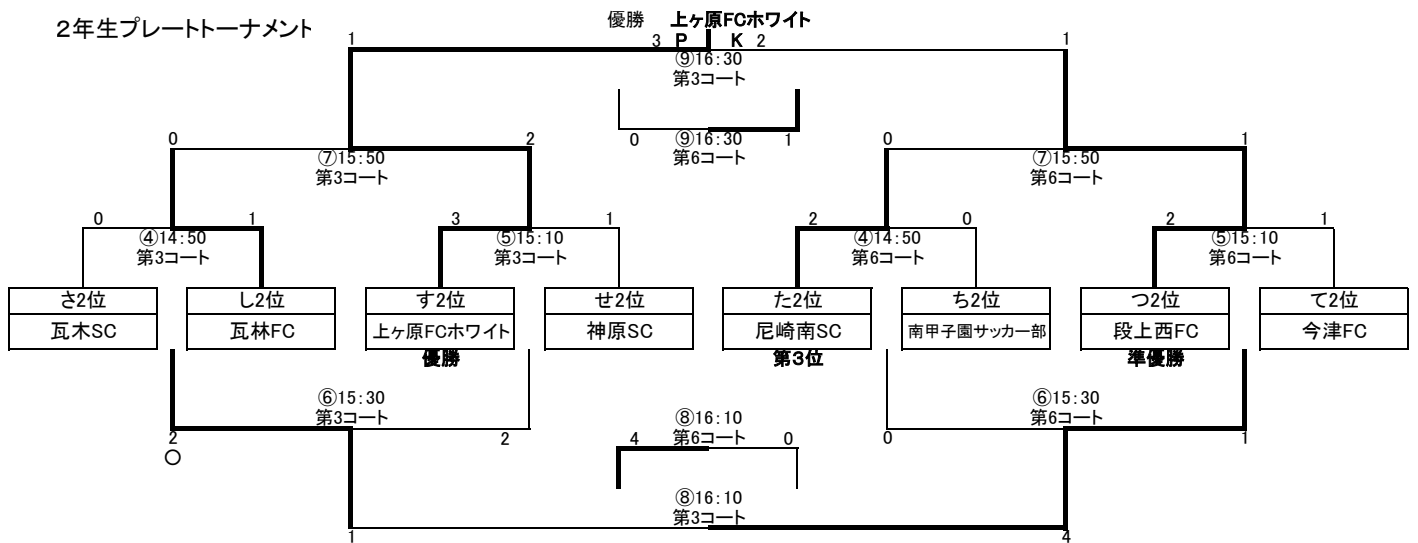 2年生プレートトーナメント
優勝 上ヶ原FCホワイト
1 3 P K 2 1
⑨16:30
第3コート
0 2 0 ⑨16:30 1 0 1
第6コート
⑦15:50 ⑦15:50
第3コート 第6コート
0 1 3 1 2 0 2 1
④14:50 ⑤15:10 ④14:50 ⑤15:10
第3コート 第3コート 第6コート 第6コート
さ2位 し2位 す2位 せ2位 た2位 ち2位 つ2位 て2位
瓦木SC 瓦林FC 上ヶ原FCホワイト 神原SC 尼崎南SC 南甲子園サッカー部 段上西FC 今津FC
優勝 第3位 準優勝
⑥15:30 ⑥15:30
第3コート 第6コート
⑧16:10
2 2 4 第6コート 0 0 1
○
⑧16:10
第3コート
1 4